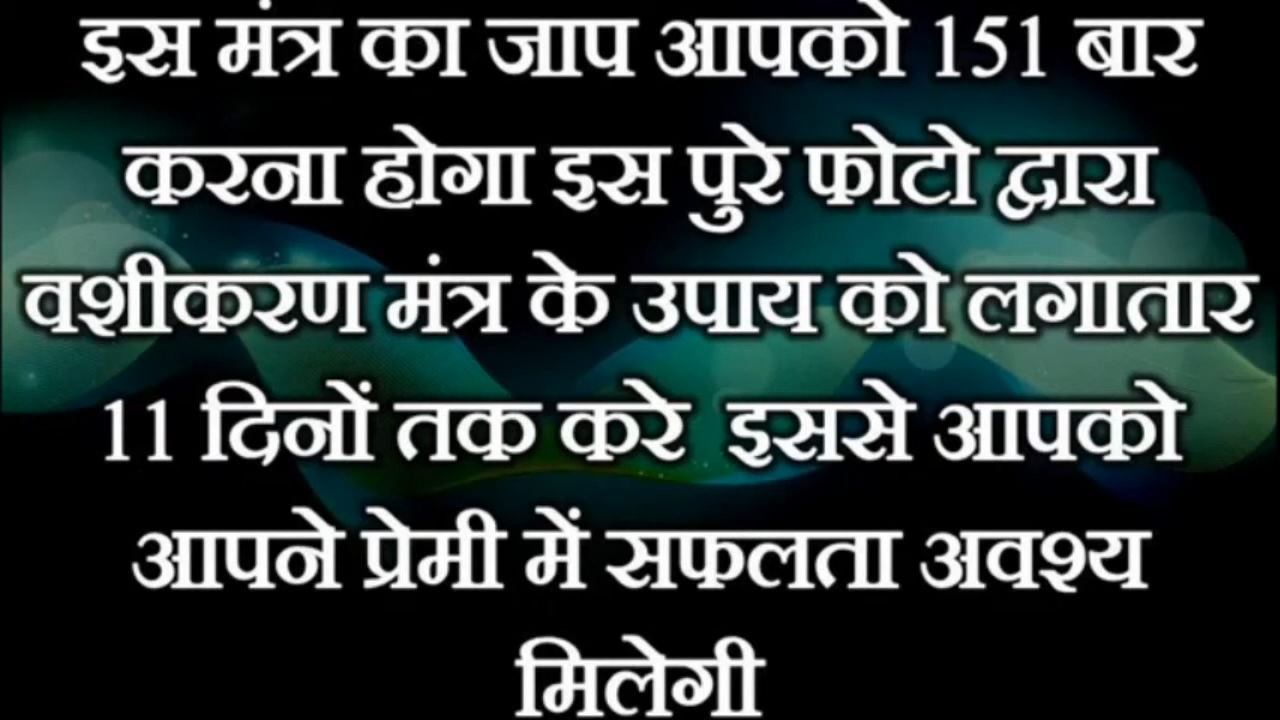 इस मंत्र का जाप आपको 151 बार
करना होगा इस पुरे फोटो द्वारा
वशीकरण मंत्र के उपाय को लगातार
11 दिनों तक करे इससे आपको
आपने प्रेमी में सफलता अवश्य
मिलेगी